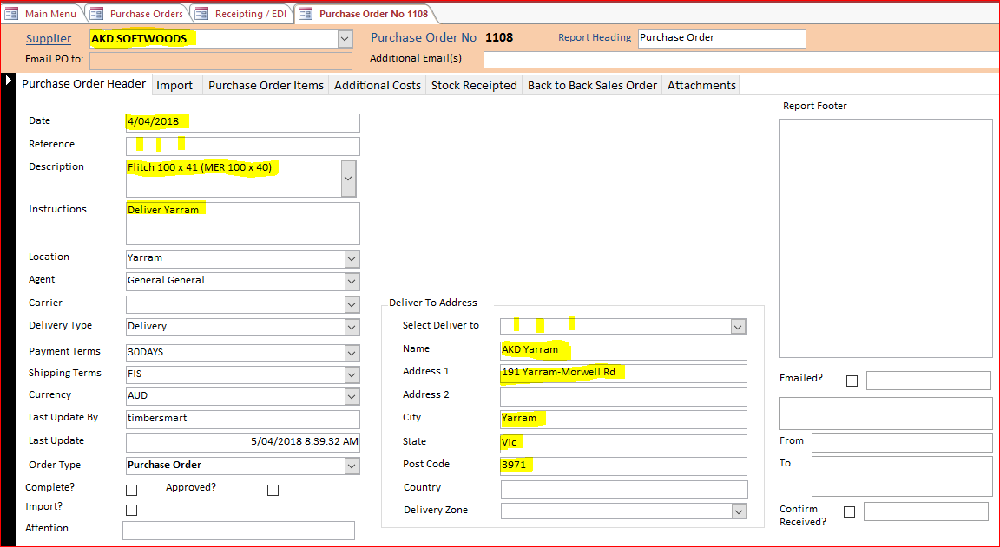 Main Menu Purchase Orders Receipting / EDI Purchase Order No 1108
Supplier AKD SOFTWOODS Purchase Order No 1108 Report Heading Purchase Order
Email PO to: Additional Email(s)
Purchase Order Header Import Purchase Order Items Additional Costs Stock Receipted Back to Back Sales Order Attachments
Date 4/04/2018
Reference
Description Flitch 100 x 41 (MER 100 x 40)
Instructions Deliver Yarram
Location Yarram
Agent General General
Carrier
Delivery Type Delivery
Payment Terms 30DAYS
Shipping Terms FIS
Currency AUD
Last Update By timbersmart
Last Update 5/04/2018 8:39:32 AM
Order Type Purchase Order
Complete? Approved?
Import?
Attention
Deliver To Address
Select Deliver to
Name AKD Yarram
Address 1 191 Yarram-Morwell Rd
Address 2
City Yarram
State Vic
Post Code 3971
Country
Delivery Zone
Report Footer
Emailed?
From
To
Confirm
Received?